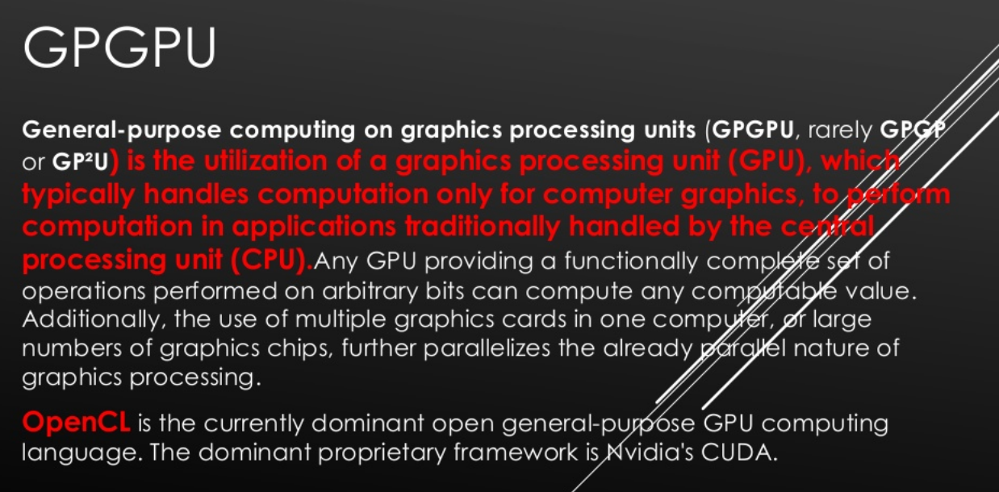 GPGPU
General-purpose computing on graphics processing units (GPGPU, rarely GPGP
or GP²U) is the utilization of a graphics processing unit (GPU), which
typically handles computation only for computer graphics, to perform
computation in applications traditionally handled by the central
processing unit (CPU).Any GPU providing a functionally complete set of
operations performed on arbitrary bits can compute any computable value.
Additionally, the use of multiple graphics cards in one computer, or large
numbers of graphics chips, further parallelizes the already parallel nature of
graphics processing.
OpenCL is the currently dominant open general-purpose GPU computing
language. The dominant proprietary framework is Nvidia's CUDA.